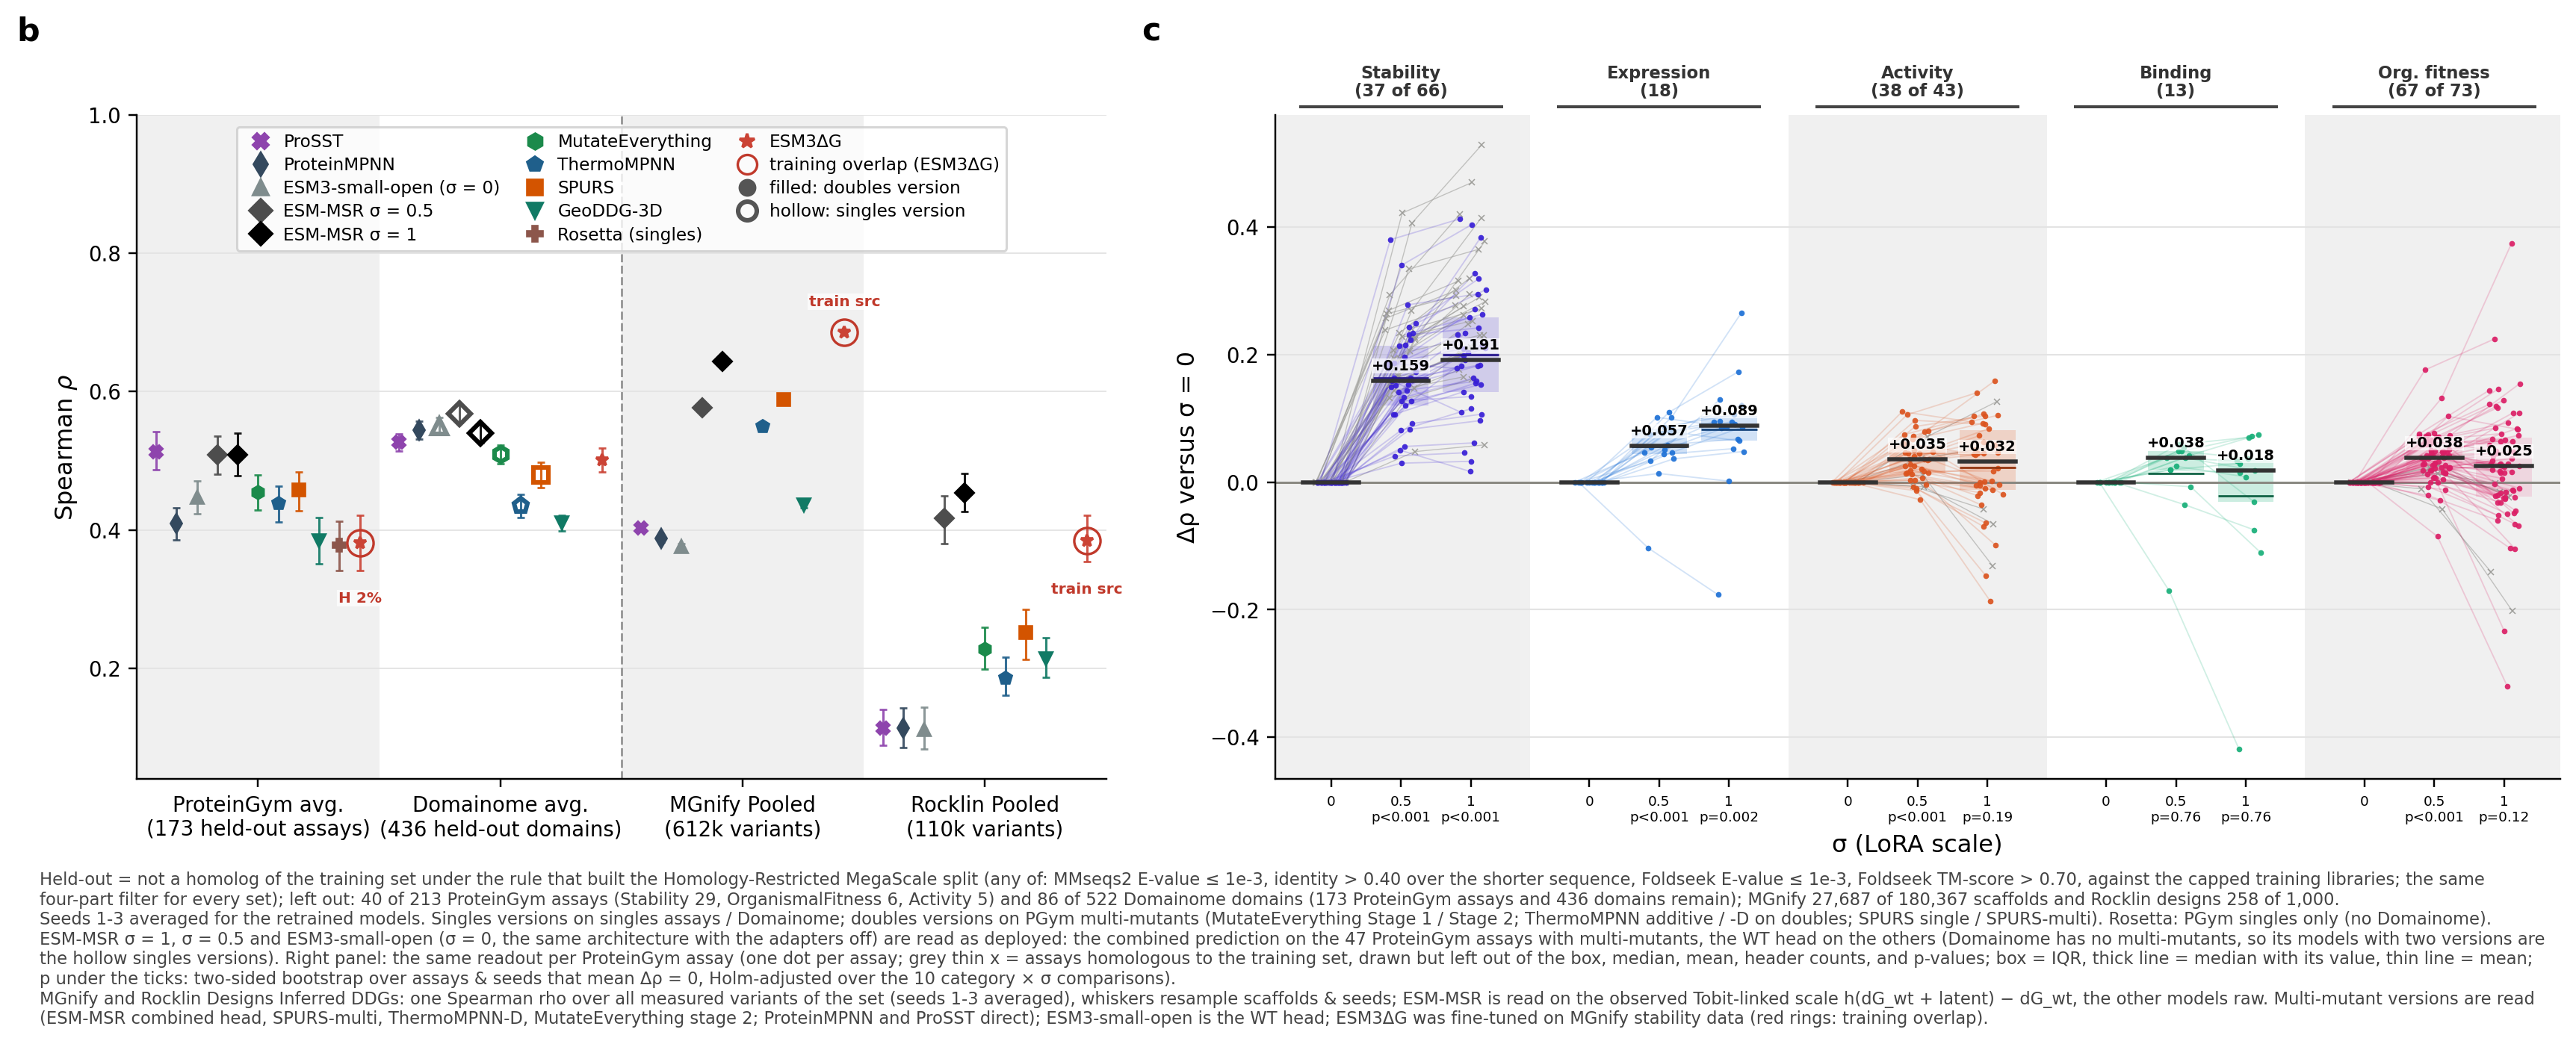 b
Spearman ρ
1.0
0.8
0.6
0.4
0.2
ProSST
ProteinMPNN
ESM3-small-open (σ = 0)
ESM-MSR σ = 0.5
ESM-MSR σ = 1
MutateEverything
ThermoMPNN
SPURS
GeoDDG-3D
Rosetta (singles)
ESM3ΔG
training overlap (ESM3ΔG)
filled: doubles version
hollow: singles version
train src
H 2%
train src
ProteinGym avg.
(173 held-out assays)
Domainome avg.
(436 held-out domains)
MGnify Pooled
(612k variants)
Rocklin Pooled
(110k variants)
c
Stability
(37 of 66)
Expression
(18)
Activity
(38 of 43)
Binding
(13)
Org. fitness
(67 of 73)
Δρ versus σ = 0
0.4
0.2
0.0
−0.2
−0.4
+0.159
+0.191
+0.057
+0.089
+0.035
+0.032
+0.038
+0.018
+0.038
+0.025
0 0.5 1
p<0.001 p<0.001
0 0.5 1
p<0.001 p=0.002
0 0.5 1
p<0.001 p=0.19
0 0.5 1
p=0.76 p=0.76
0 0.5 1
p<0.001 p=0.12
σ (LoRA scale)
Held-out = not a homolog of the training set under the rule that built the Homology-Restricted MegaScale split (any of: MMseqs2 E-value ≤ 1e-3, identity > 0.40 over the shorter sequence, Foldseek E-value ≤ 1e-3, Foldseek TM-score > 0.70, against the capped training libraries; the same
four-part filter for every set); left out: 40 of 213 ProteinGym assays (Stability 29, OrganismalFitness 6, Activity 5) and 86 of 522 Domainome domains (173 ProteinGym assays and 436 domains remain); MGnify 27,687 of 180,367 scaffolds and Rocklin designs 258 of 1,000.
Seeds 1-3 averaged for the retrained models. Singles versions on singles assays / Domainome; doubles versions on PGym multi-mutants (MutateEverything Stage 1 / Stage 2; ThermoMPNN additive / -D on doubles; SPURS single / SPURS-multi). Rosetta: PGym singles only (no Domainome).
ESM-MSR σ = 1, σ = 0.5 and ESM3-small-open (σ = 0, the same architecture with the adapters off) are read as deployed: the combined prediction on the 47 ProteinGym assays with multi-mutants, the WT head on the others (Domainome has no multi-mutants, so its models with two versions are
the hollow singles versions). Right panel: the same readout per ProteinGym assay (one dot per assay; grey thin x = assays homologous to the training set, drawn but left out of the box, median, mean, header counts, and p-values; box = IQR, thick line = median with its value, thin line = mean;
p under the ticks: two-sided bootstrap over assays & seeds that mean Δρ = 0, Holm-adjusted over the 10 category × σ comparisons).
MGnify and Rocklin Designs Inferred DDGs: one Spearman rho over all measured variants of the set (seeds 1-3 averaged), whiskers resample scaffolds & seeds; ESM-MSR is read on the observed Tobit-linked scale h(dG_wt + latent) − dG_wt, the other models raw. Multi-mutant versions are read
(ESM-MSR combined head, SPURS-multi, ThermoMPNN-D, MutateEverything stage 2; ProteinMPNN and ProSST direct); ESM3-small-open is the WT head; ESM3ΔG was fine-tuned on MGnify stability data (red rings: training overlap).